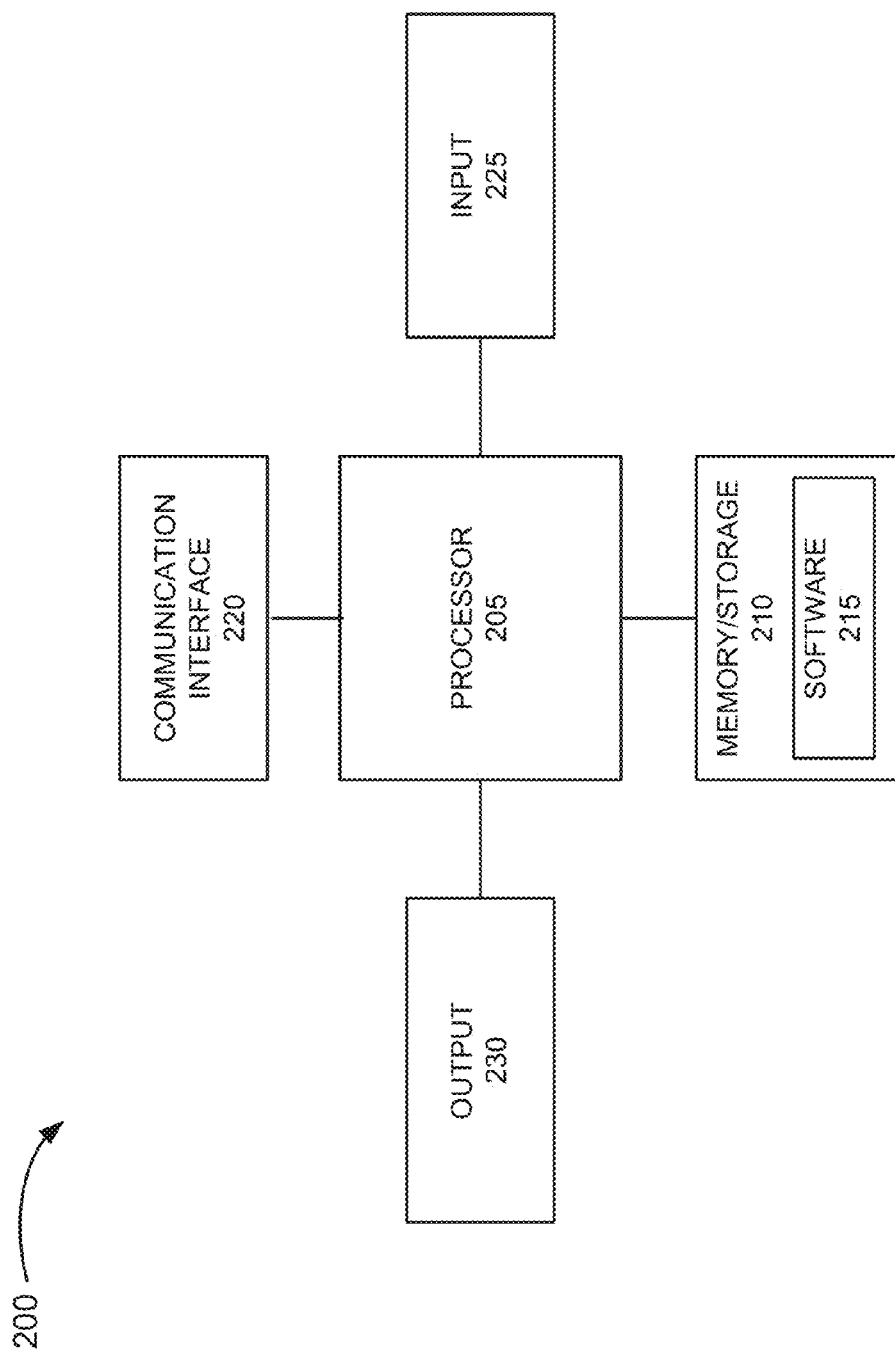 200
COMMUNICATION
INTERFACE
220
OUTPUT
230
PROCESSOR
205
INPUT
225
MEMORY/STORAGE
210
SOFTWARE
215